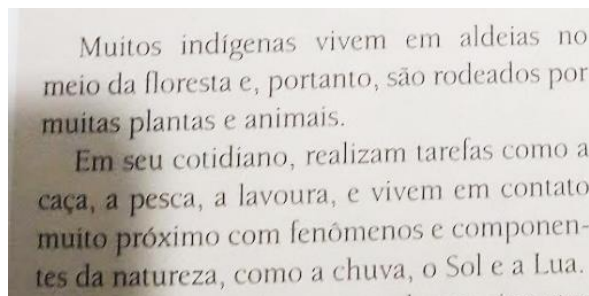 Muitos indígenas vivem em aldeias no
meio da floresta e, portanto, são rodeados por
muitas plantas e animais.
Em seu cotidiano, realizam tarefas como a
caça, a pesca, a lavoura, e vivem em contato
muito próximo com fenômenos e componen-
tes da natureza, como a chuva, o Sol e a Lua.